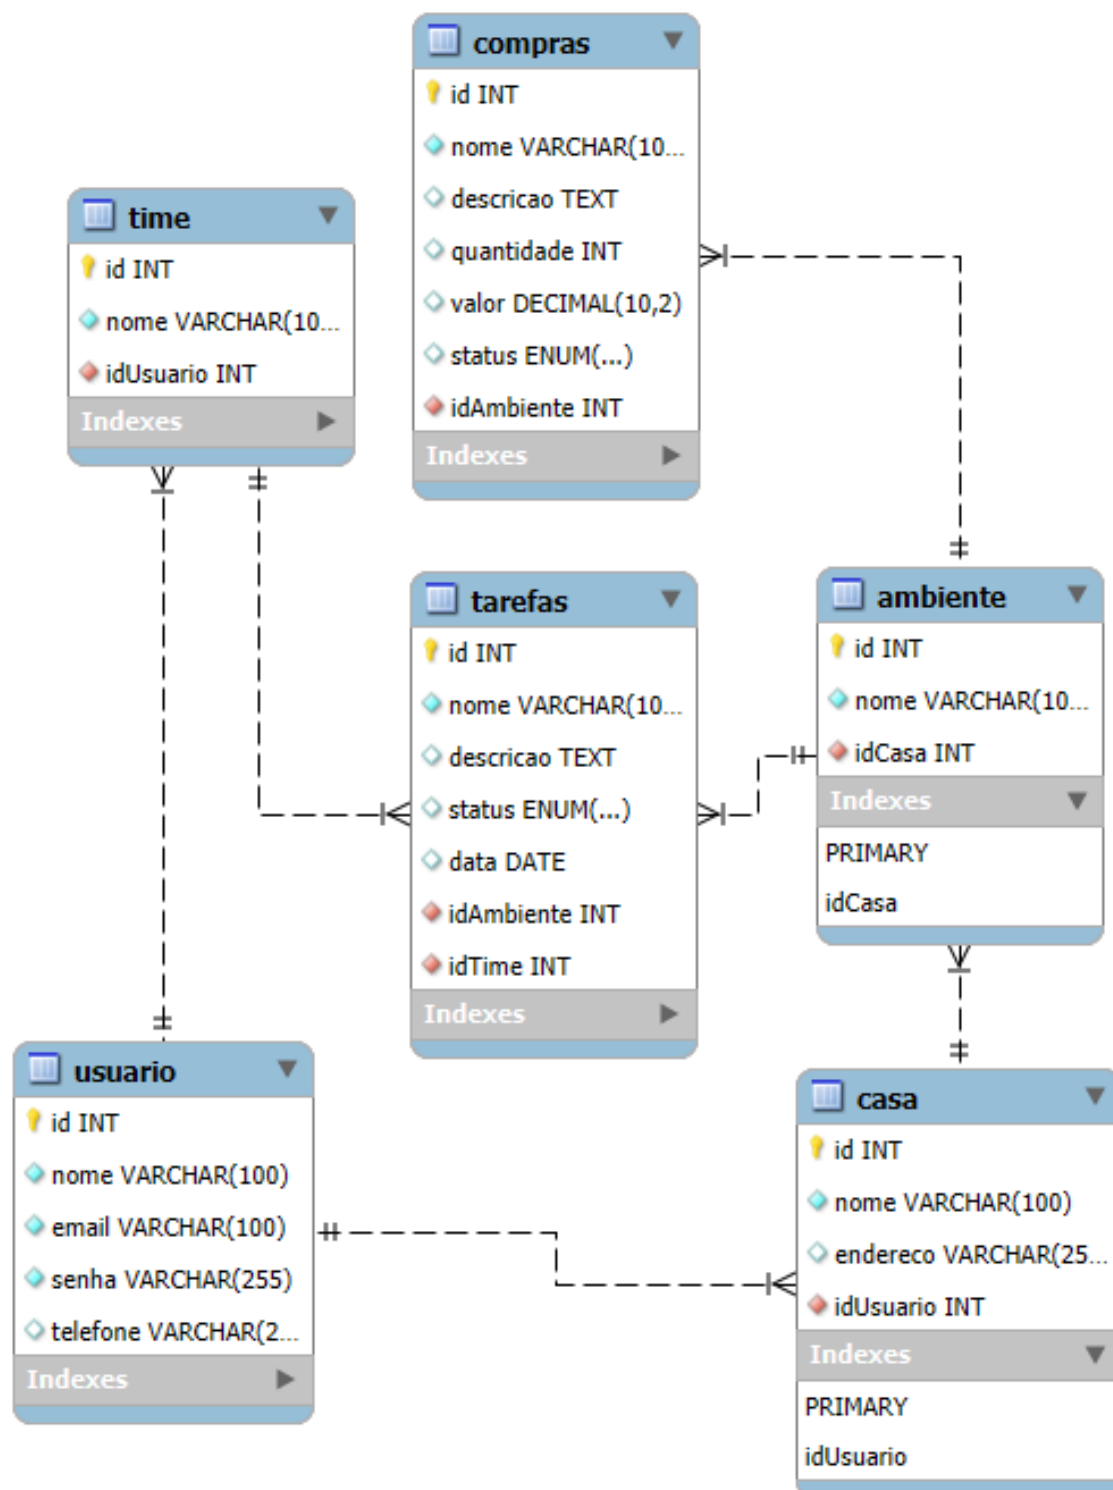 compras
id INT
nome VARCHAR(10...
descricao TEXT
quantidade INT
valor DECIMAL(10,2)
status ENUM(...)
idAmbiente INT
Indexes
time
id INT
nome VARCHAR(10...
idUsuario INT
Indexes
tarefas
id INT
nome VARCHAR(10...
descricao TEXT
status ENUM(...)
data DATE
idAmbiente INT
idTime INT
Indexes
ambiente
id INT
nome VARCHAR(10...
idCasa INT
Indexes
PRIMARY
idCasa
usuario
id INT
nome VARCHAR(100)
email VARCHAR(100)
senha VARCHAR(255)
telefone VARCHAR(2...
Indexes
casa
id INT
nome VARCHAR(100)
endereco VARCHAR(25...
idUsuario INT
Indexes
PRIMARY
idUsuario